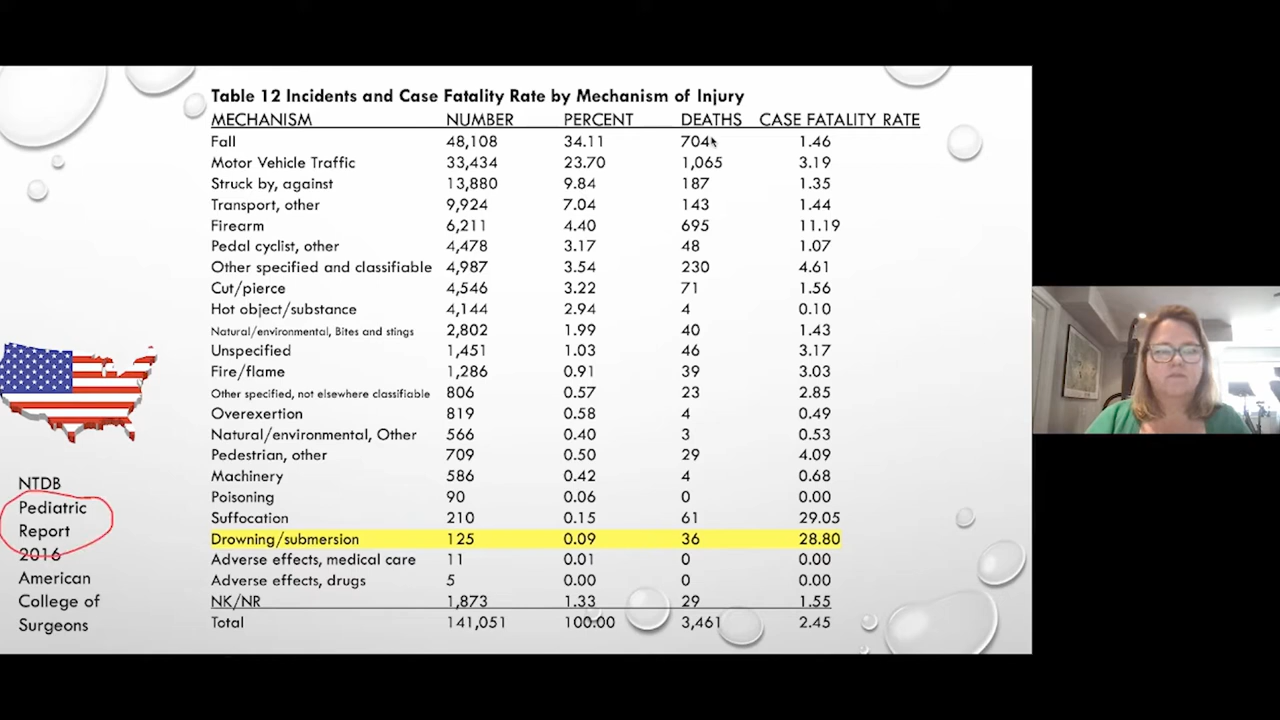 Table 12 Incidents and Case Fatality Rate by Mechanism of Injury
MECHANISM NUMBER PERCENT DEATHS CASE FATALITY RATE
Fall 48,108 34.11 704 1.46
Motor Vehicle Traffic 33,434 23.70 1,065 3.19
Struck by, against 13,880 9.84 187 1.35
Transport, other 9,924 7.04 143 1.44
Firearm 6,211 4.40 695 11.19
Pedal cyclist, other 4,478 3.17 48 1.07
Other specified and classifiable 4,987 3.54 230 4.61
Cut/pierce 4,546 3.22 71 1.56
Hot object/substance 4,144 2.94 4 0.10
Natural/environmental, Bites and stings 2,802 1.99 40 1.43
Unspecified 1,451 1.03 46 3.17
Fire/flame 1,286 0.91 39 3.03
Other specified, not elsewhere classifiable 806 0.57 23 2.85
Overexertion 819 0.58 4 0.49
Natural/environmental, Other 566 0.40 3 0.53
Pedestrian, other 709 0.50 29 4.09
Machinery 586 0.42 4 0.68
Poisoning 90 0.06 0 0.00
Suffocation 210 0.15 61 29.05
Drowning/submersion 125 0.09 36 28.80
Adverse effects, medical care 11 0.01 0 0.00
Adverse effects, drugs 5 0.00 0 0.00
NK/NR 1,873 1.33 29 1.55
Total 141,051 100.00 3,461 2.45
NTDB
Pediatric
Report
2016
American
College of
Surgeons